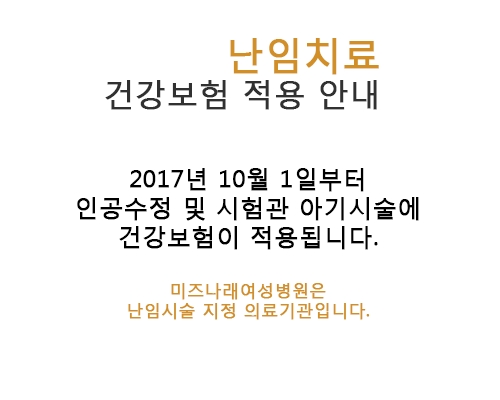 난임치료
건강보험 적용 안내
2017년 10월 1일부터
인공수정 및 시험관 아기시술에
건강보험이 적용됩니다.
미즈나래여성병원은
난임시술 지정 의료기관입니다.